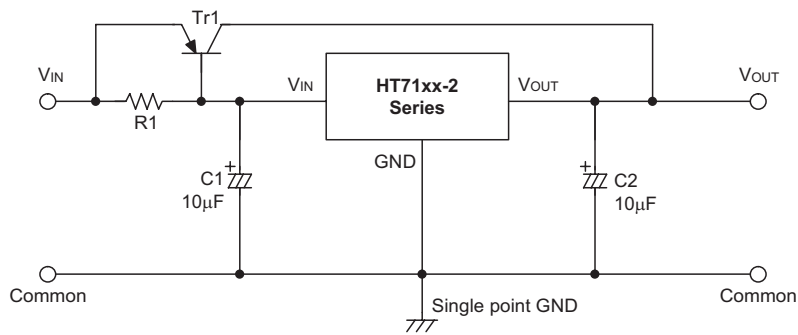 Tr1
VIN
R1
VIN
HT71xx-2
Series
VOUT
VOUT
GND
C1
10μF
C2
10μF
Common
Common
Single point GND